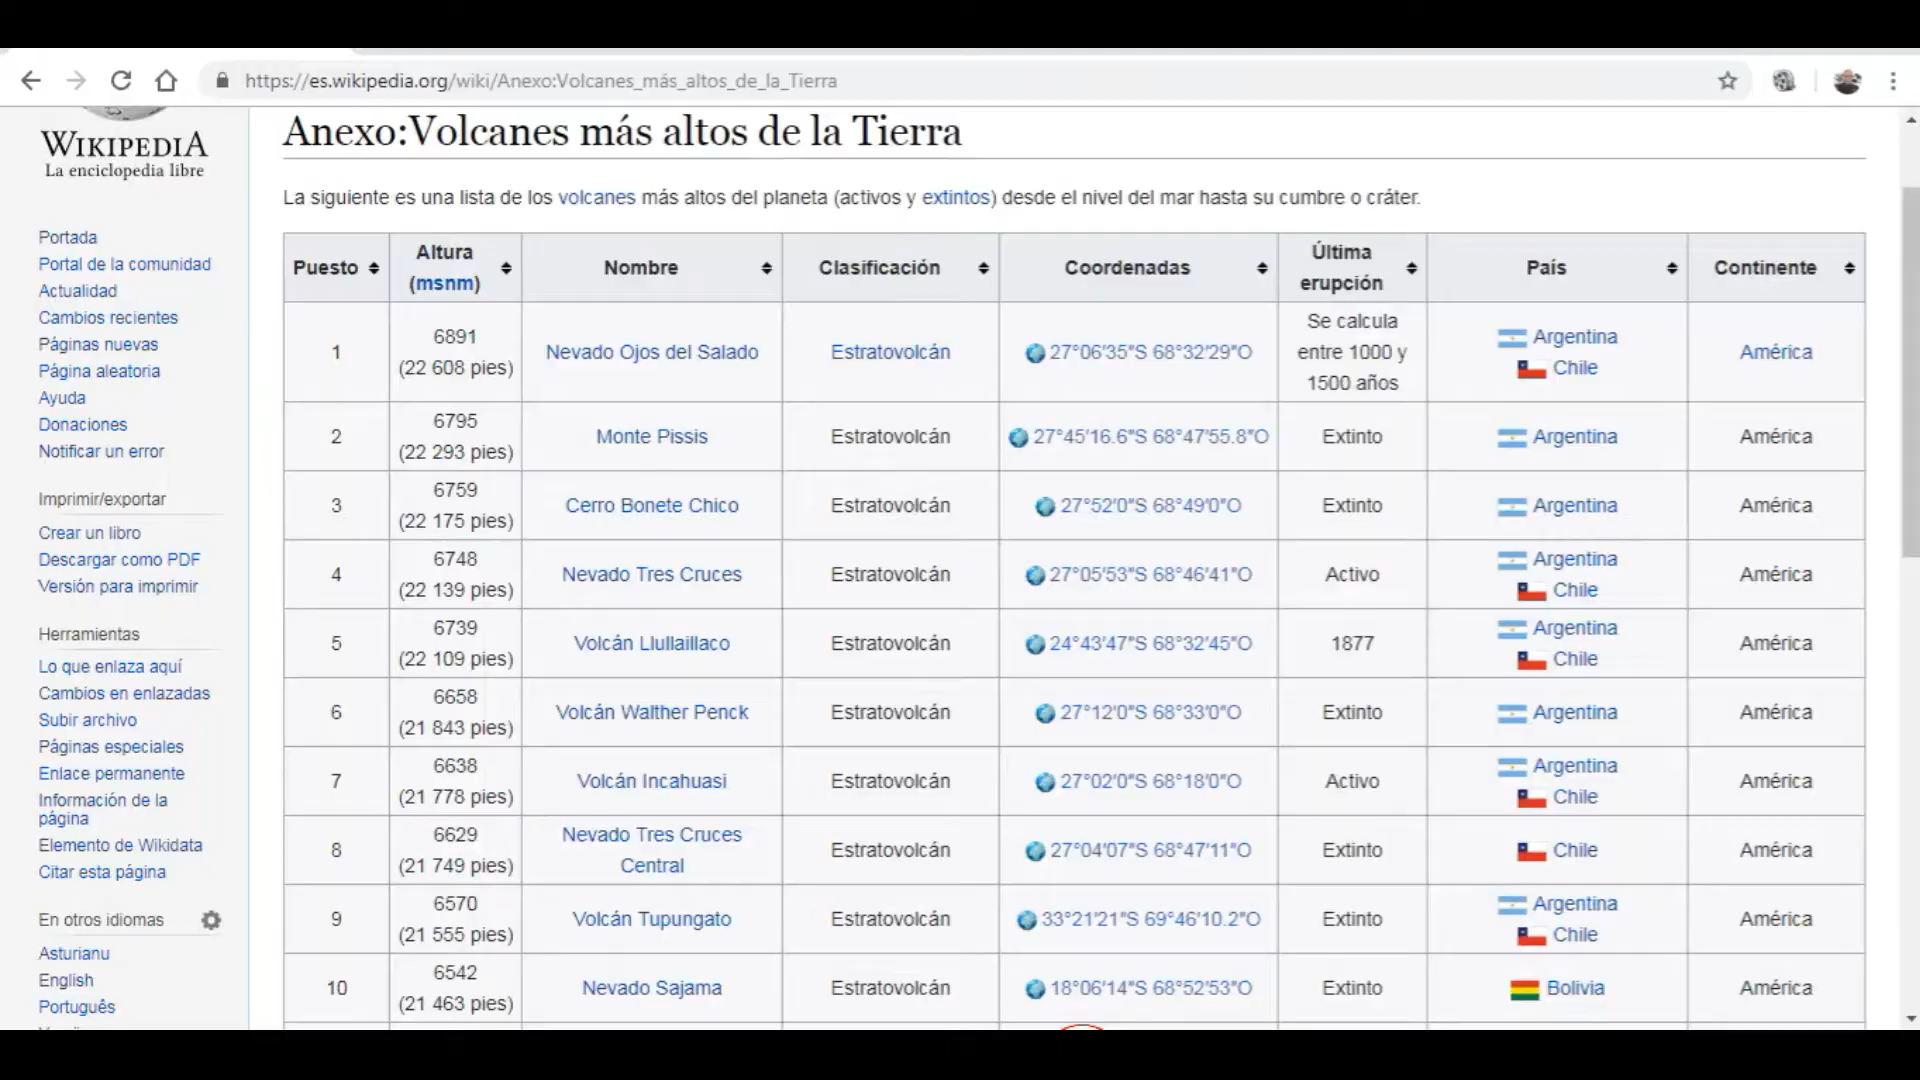 https://es.wikipedia.org/wiki/Anexo:Volcanes_más_altos_de_la_Tierra
WIKIPEDIA
La enciclopedia libre
Portada
Portal de la comunidad
Actualidad
Cambios recientes
Páginas nuevas
Página aleatoria
Ayuda
Donaciones
Notificar un error
Imprimir/exportar
Crear un libro
Descargar como PDF
Versión para imprimir
Herramientas
Lo que enlaza aquí
Cambios en enlazadas
Subir archivo
Páginas especiales
Enlace permanente
Información de la
página
Elemento de Wikidata
Citar esta página
En otros idiomas
Asturianu
English
Português
Anexo:Volcanes más altos de la Tierra
La siguiente es una lista de los volcanes más altos del planeta (activos y extintos) desde el nivel del mar hasta su cumbre o cráter.
Puesto Altura (msnm) Nombre Clasificación Coordenadas Última erupción País Continente
1 6891 (22 608 pies) Nevado Ojos del Salado Estratovolcán 27°06′35″S 68°32′29″O Se calcula entre 1000 y 1500 años Argentina Chile América
2 6795 (22 293 pies) Monte Pissis Estratovolcán 27°45′16.6″S 68°47′55.8″O Extinto Argentina América
3 6759 (22 175 pies) Cerro Bonete Chico Estratovolcán 27°52′0″S 68°49′0″O Extinto Argentina América
4 6748 (22 139 pies) Nevado Tres Cruces Estratovolcán 27°05′53″S 68°46′41″O Activo Argentina Chile América
5 6739 (22 109 pies) Volcán Llullaillaco Estratovolcán 24°43′47″S 68°32′45″O 1877 Argentina Chile América
6 6658 (21 843 pies) Volcán Walther Penck Estratovolcán 27°12′0″S 68°33′0″O Extinto Argentina América
7 6638 (21 778 pies) Volcán Incahuasi Estratovolcán 27°02′0″S 68°18′0″O Activo Argentina Chile América
8 6629 (21 749 pies) Nevado Tres Cruces Central Estratovolcán 27°04′07″S 68°47′11″O Extinto Chile América
9 6570 (21 555 pies) Volcán Tupungato Estratovolcán 33°21′21″S 69°46′10.2″O Extinto Argentina Chile América
10 6542 (21 463 pies) Nevado Sajama Estratovolcán 18°06′14″S 68°52′53″O Extinto Bolivia América